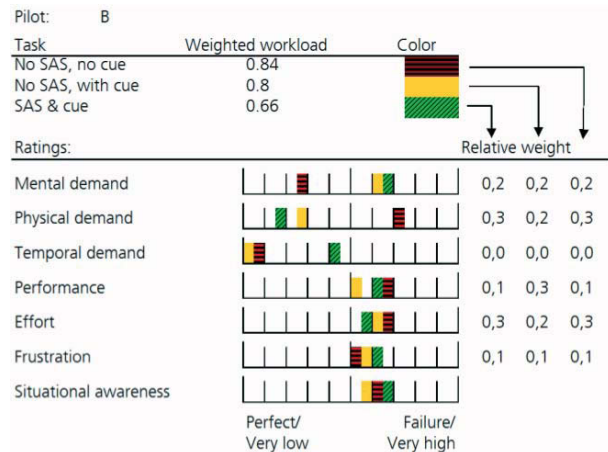 Pilot: B
Task Weighted workload Color
No SAS, no cue 0.84
No SAS, with cue 0.8
SAS & cue 0.66
Ratings: Relative weight
Mental demand 0,2 0,2 0,2
Physical demand 0,3 0,2 0,3
Temporal demand 0,0 0,0 0,0
Performance 0,1 0,3 0,1
Effort 0,3 0,2 0,3
Frustration 0,1 0,1 0,1
Situational awareness
Perfect/ Failure/
Very low Very high